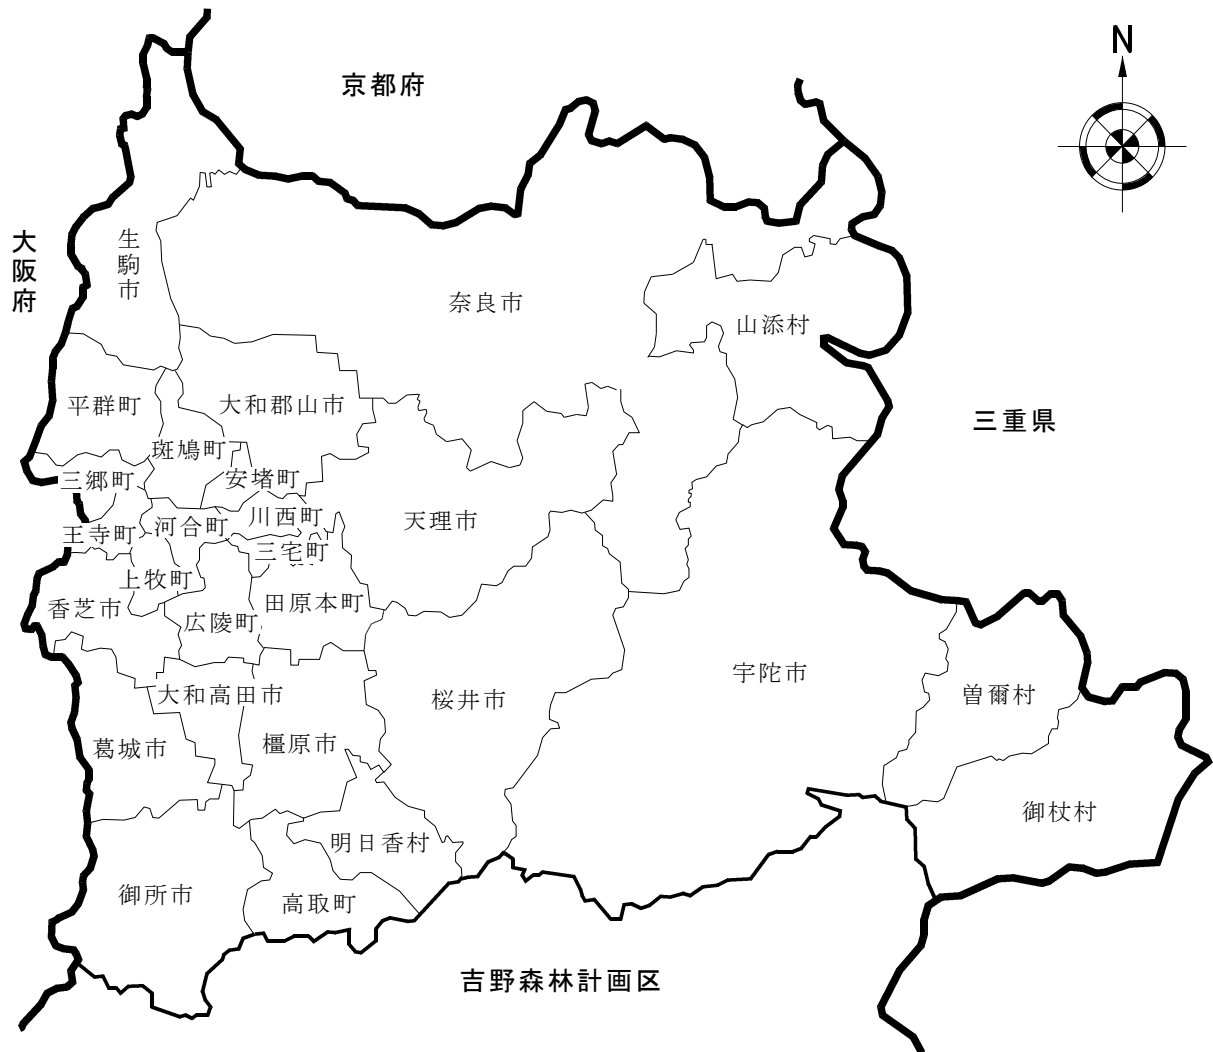 N
京都府
大阪府
生駒市
奈良市
山添村
平群町
大和郡山市
三重県
斑鳩町
三郷町
安堵町
川西町
天理市
河合町
王寺町
三宅町
上牧町
香芝市
田原本町
広陵町
宇陀市
大和高田市
桜井市
曽爾村
橿原市
葛城市
御杖村
明日香村
御所市
高取町
吉野森林計画区